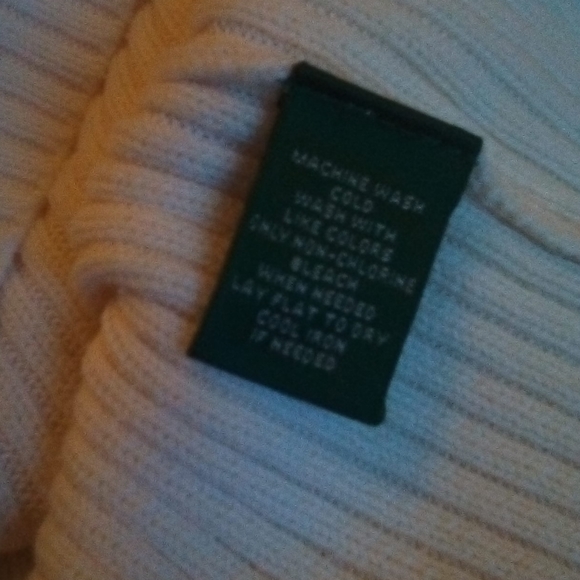 MACHINE WASH
COLD
WASH WITH
LIKE COLORS
ONLY NON-CHLORINE
BLEACH
WHEN NEEDED
LAY FLAT TO DRY
COOL IRON
IF NEEDED